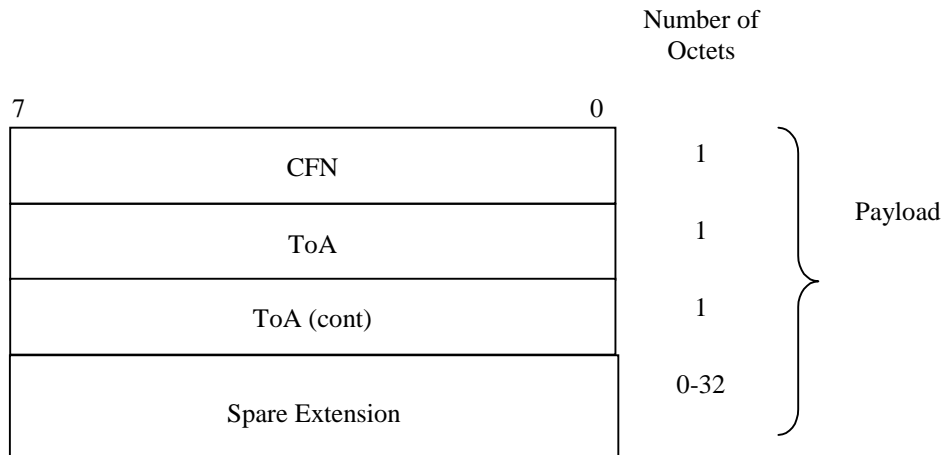 Number of
Octets
7 0
CFN 1
ToA 1
Payload
ToA (cont) 1
Spare Extension 0-32